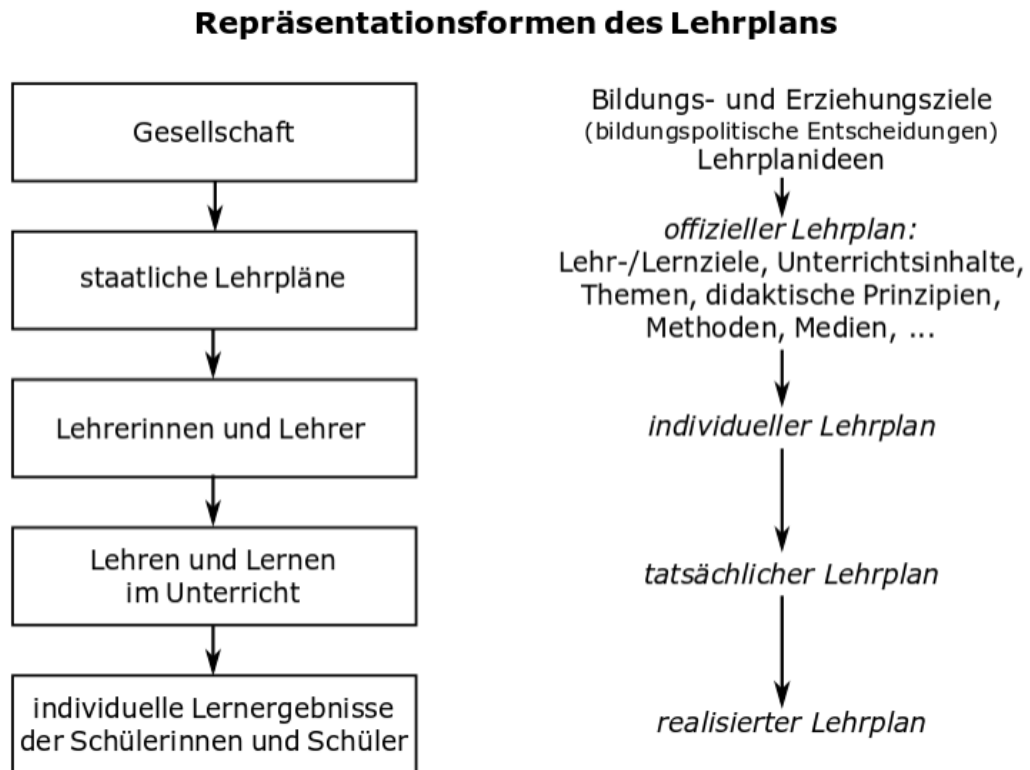 Repräsentationsformen des Lehrplans
Gesellschaft
Bildungs- und Erziehungsziele
(bildungspolitische Entscheidungen)
Lehrplanideen
staatliche Lehrpläne
offizieller Lehrplan:
Lehr-/Lernziele, Unterrichtsinhalte,
Themen, didaktische Prinzipien,
Methoden, Medien, ...
Lehrerinnen und Lehrer
individueller Lehrplan
Lehren und Lernen
im Unterricht
tatsächlicher Lehrplan
individuelle Lernergebnisse
der Schülerinnen und Schüler
realisierter Lehrplan